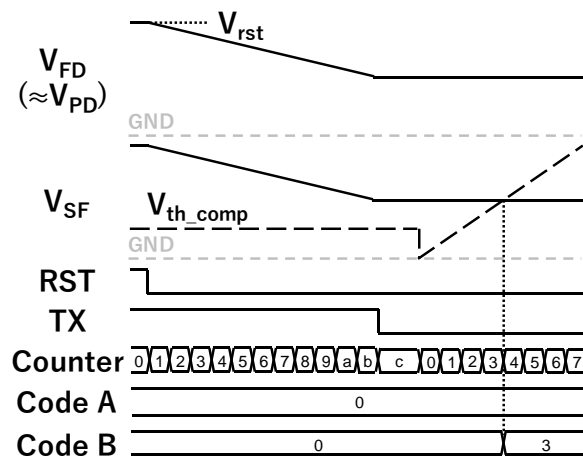 V_rst
V_FD
(≈V_PD)
GND
V_SF
V_th_comp
GND
RST
TX
Counter 0 1 2 3 4 5 6 7 8 9 a b c 0 1 2 3 4 5 6 7
Code A 0
Code B 0 3